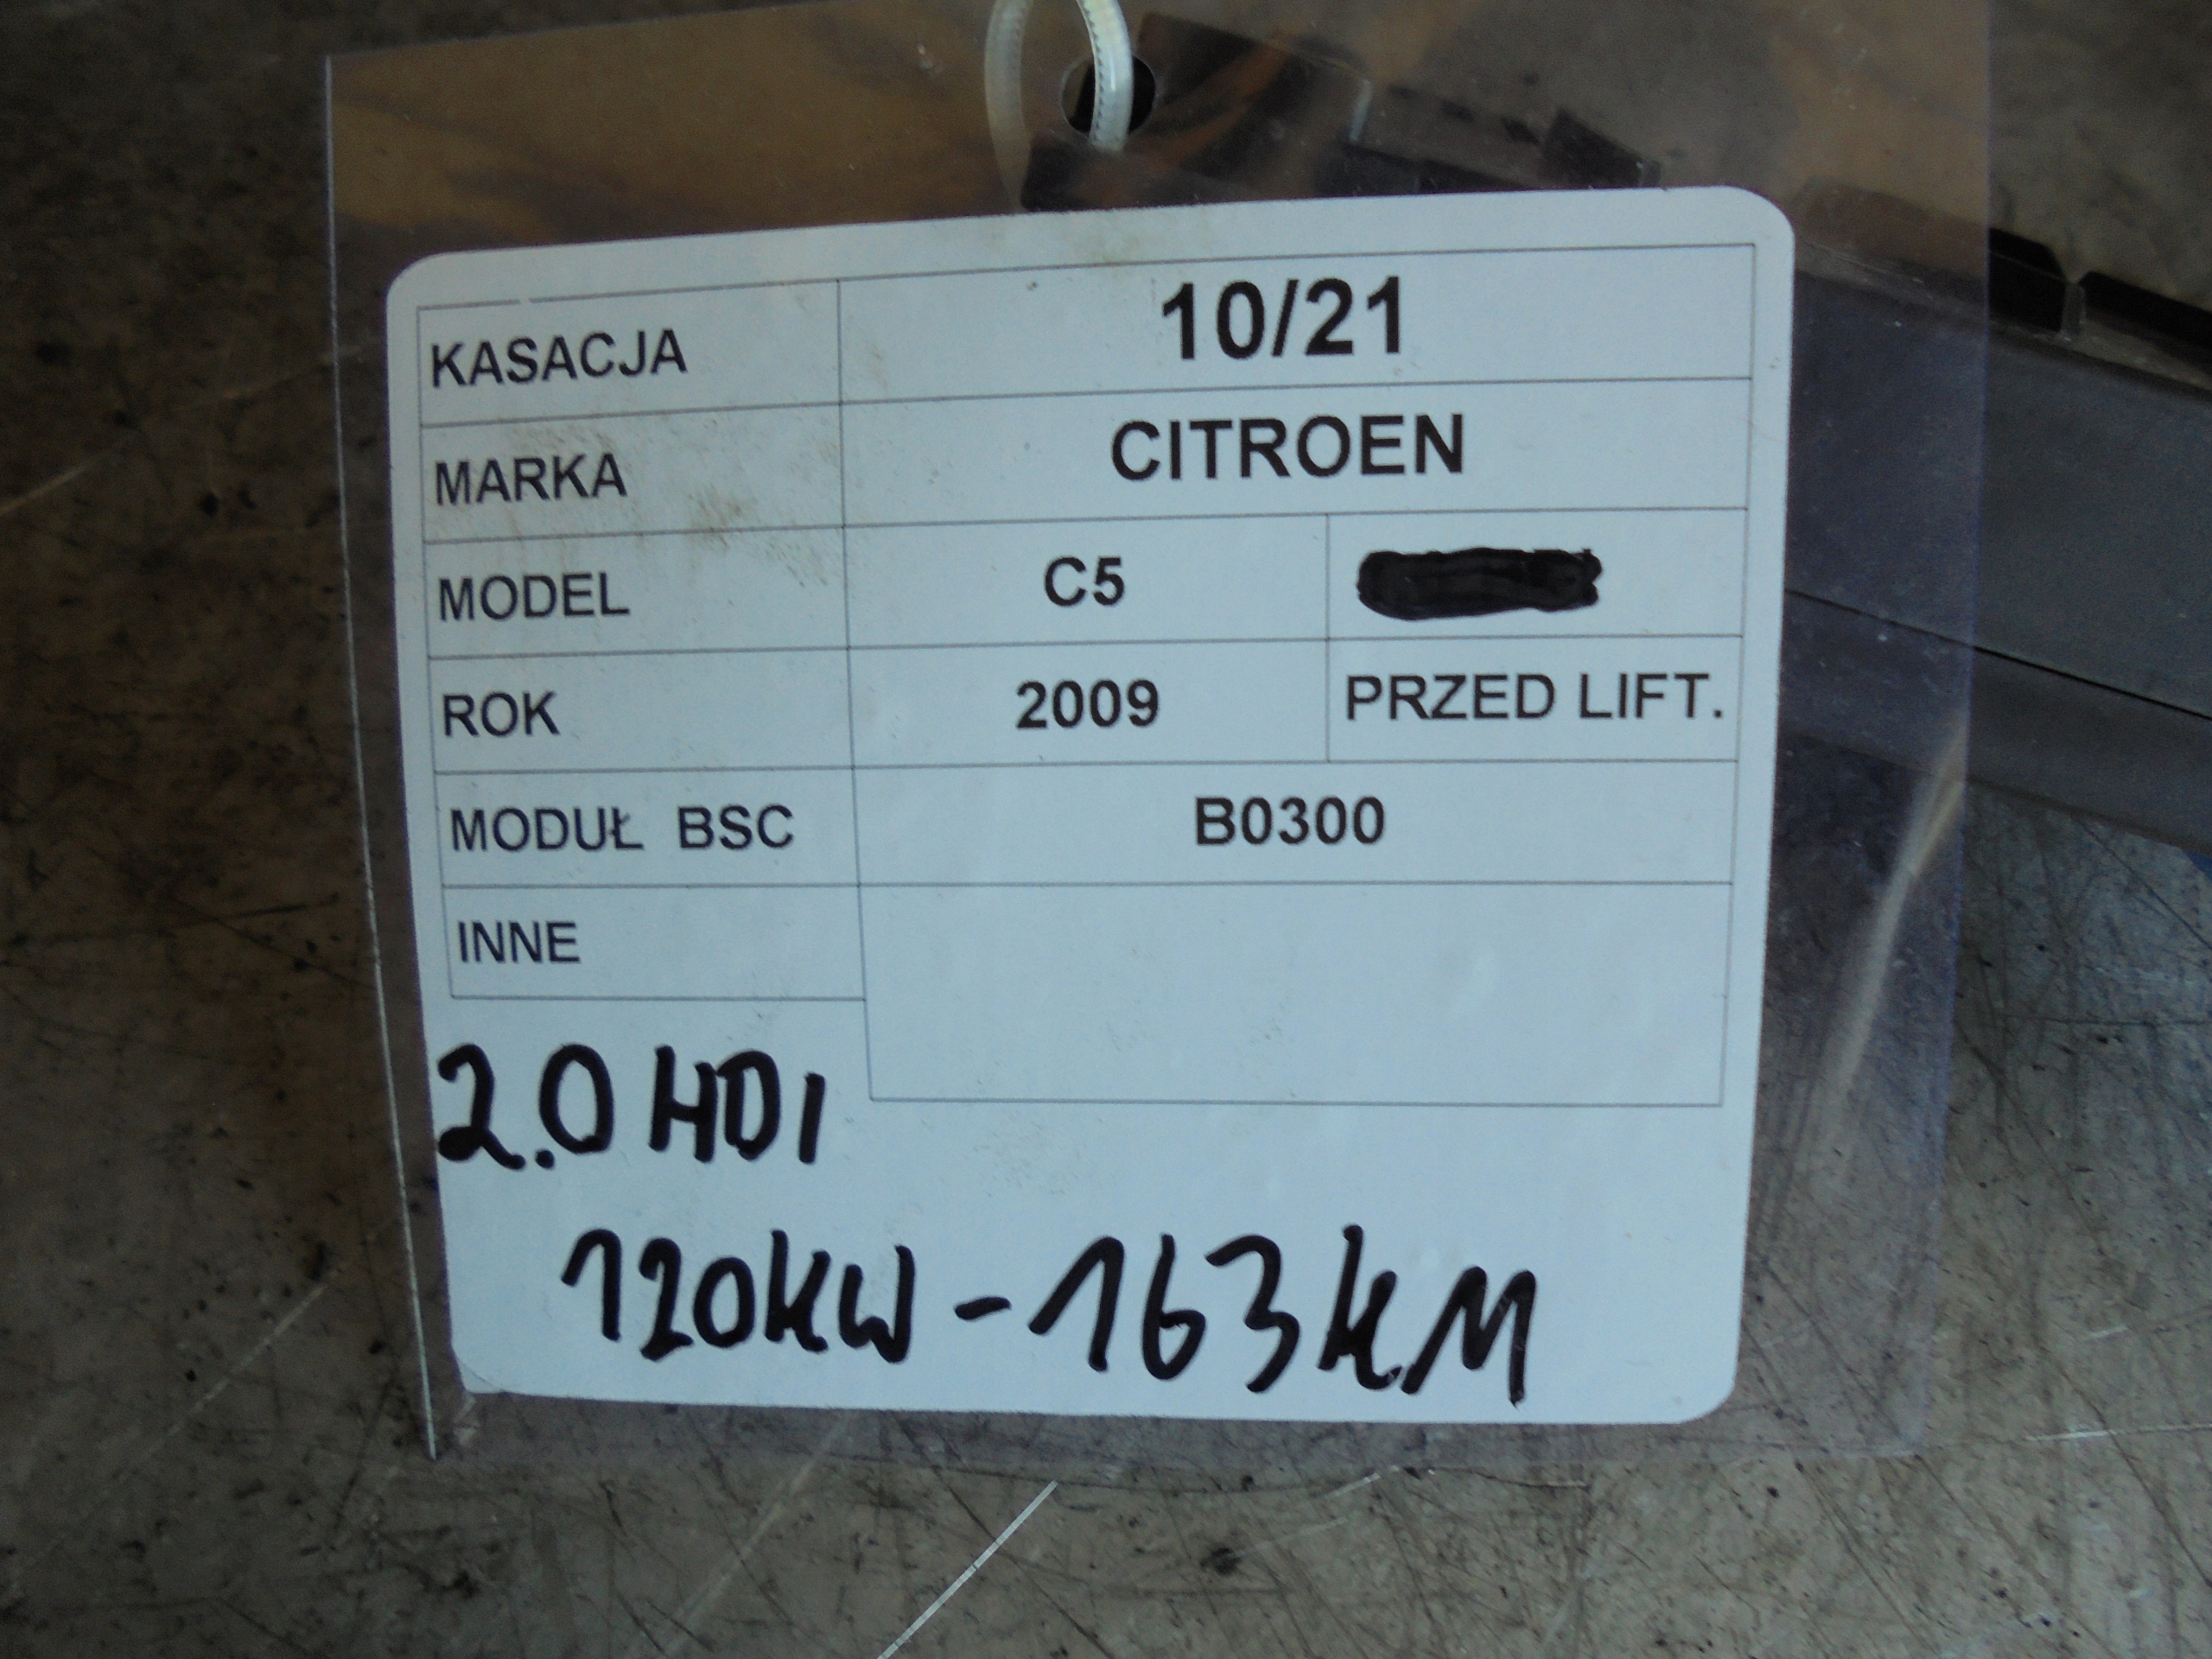 KASACJA 10/21
MARKA CITROEN
MODEL C5
ROK 2009 PRZED LIFT.
MODUŁ BSC B0300
INNE
2.0 HDI
120kW - 163kM